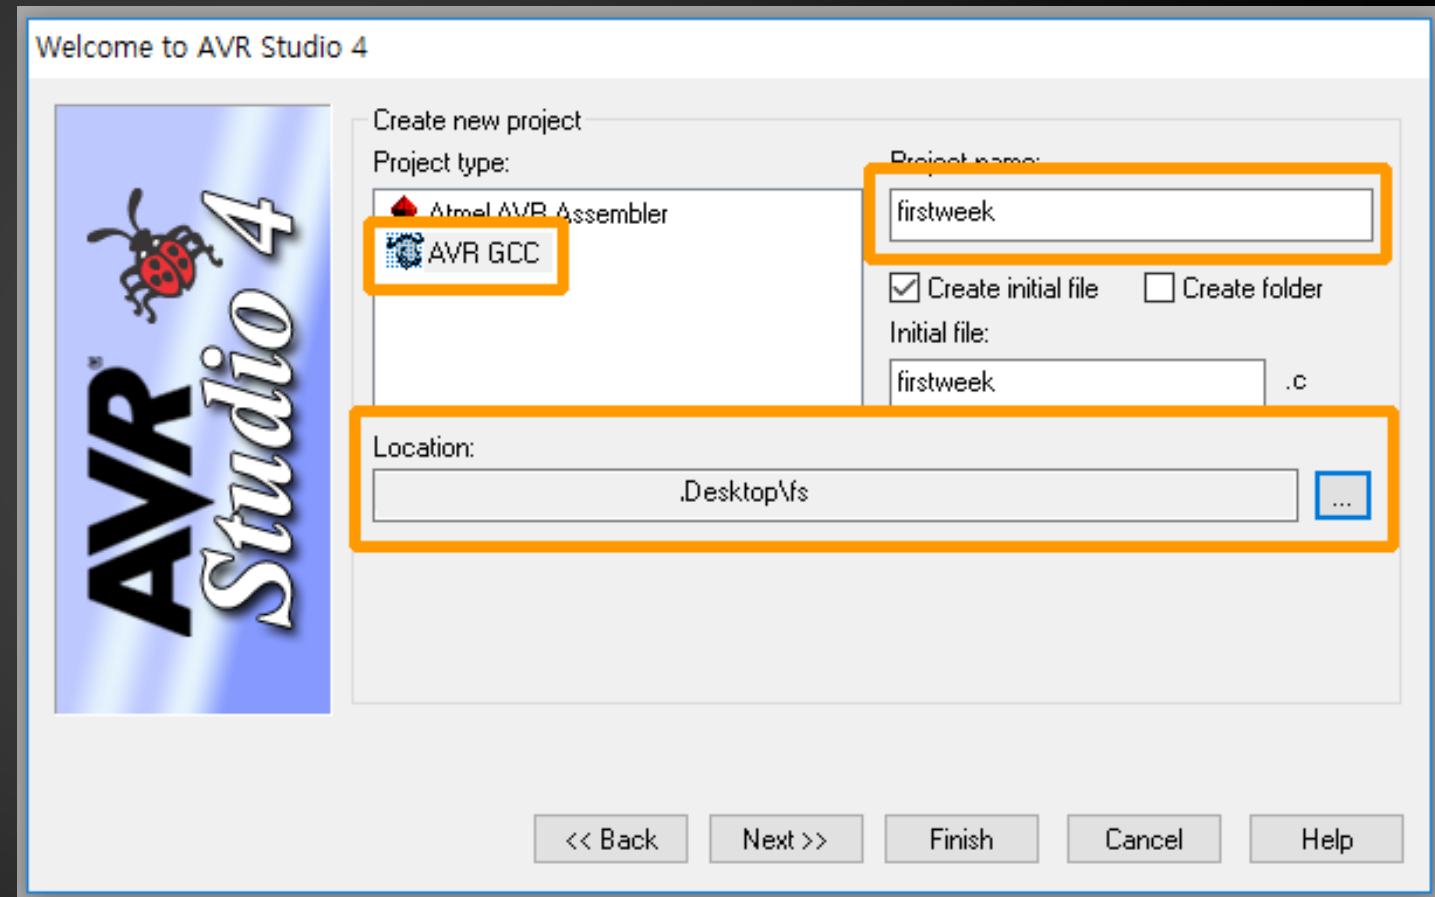 Welcome to AVR Studio 4
AVR Studio 4
Create new project
Project type:
Atmel AVR Assembler
AVR GCC
Project name:
firstweek
Create initial file
Create folder
Initial file:
firstweek
.c
Location:
.Desktop\fs
...
<< Back
Next >>
Finish
Cancel
Help